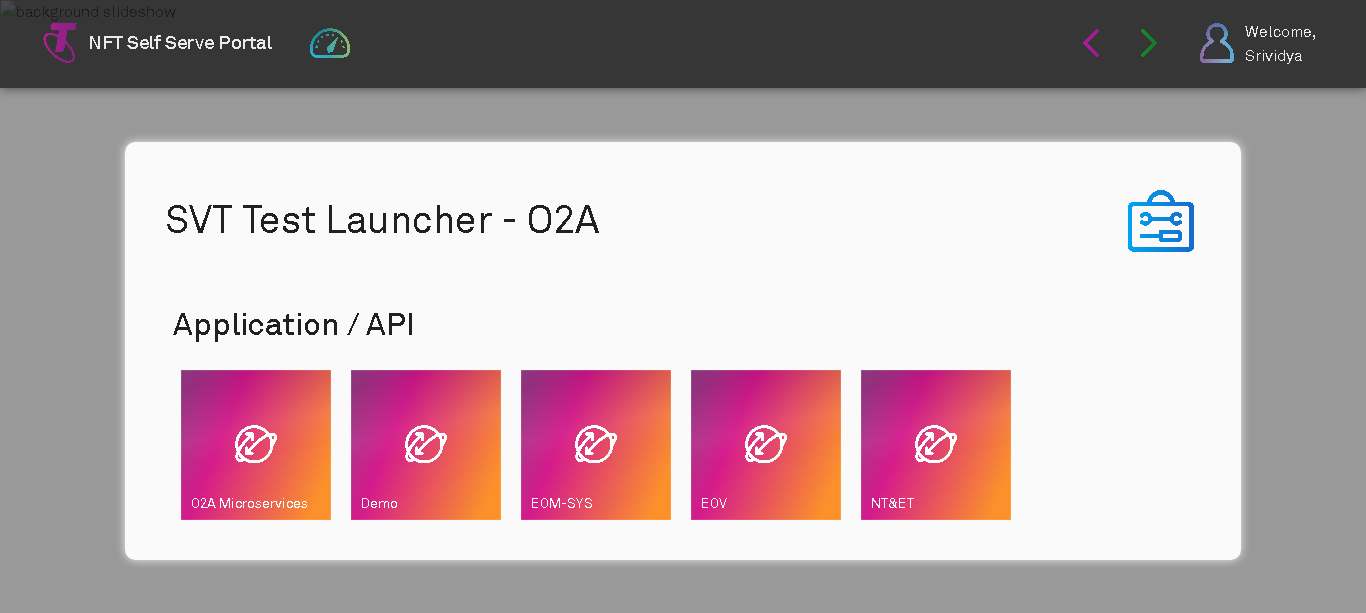 background slideshow
NFT Self Serve Portal
Welcome,
Srividya
SVT Test Launcher - O2A
Application / API
O2A Microservices
Demo
EOM-SYS
EOV
NT&ET